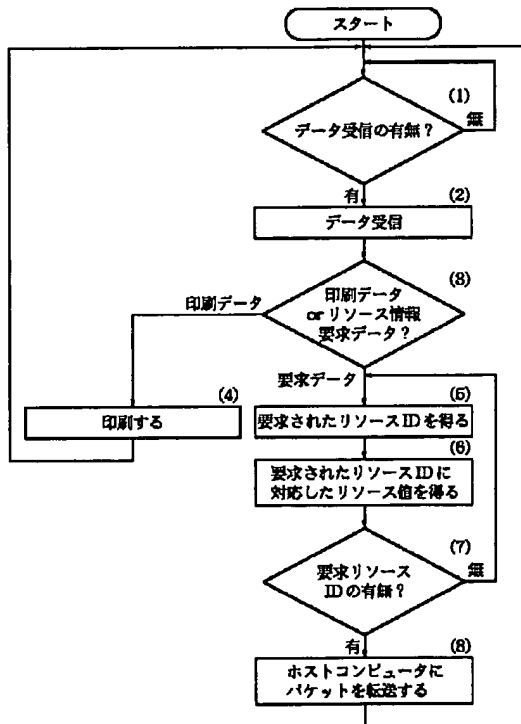 スタート
(1)
データ受信の有無？
無
有
(2)
データ受信
(3)
印刷データ
or リソース情報
要求データ？
印刷データ
要求データ
(4)
印刷する
(5)
要求されたリソースIDを得る
(6)
要求されたリソースIDに
対応したリソース値を得る
(7)
要求リソース
IDの有無？
無
有
(8)
ホストコンピュータに
パケットを転送する